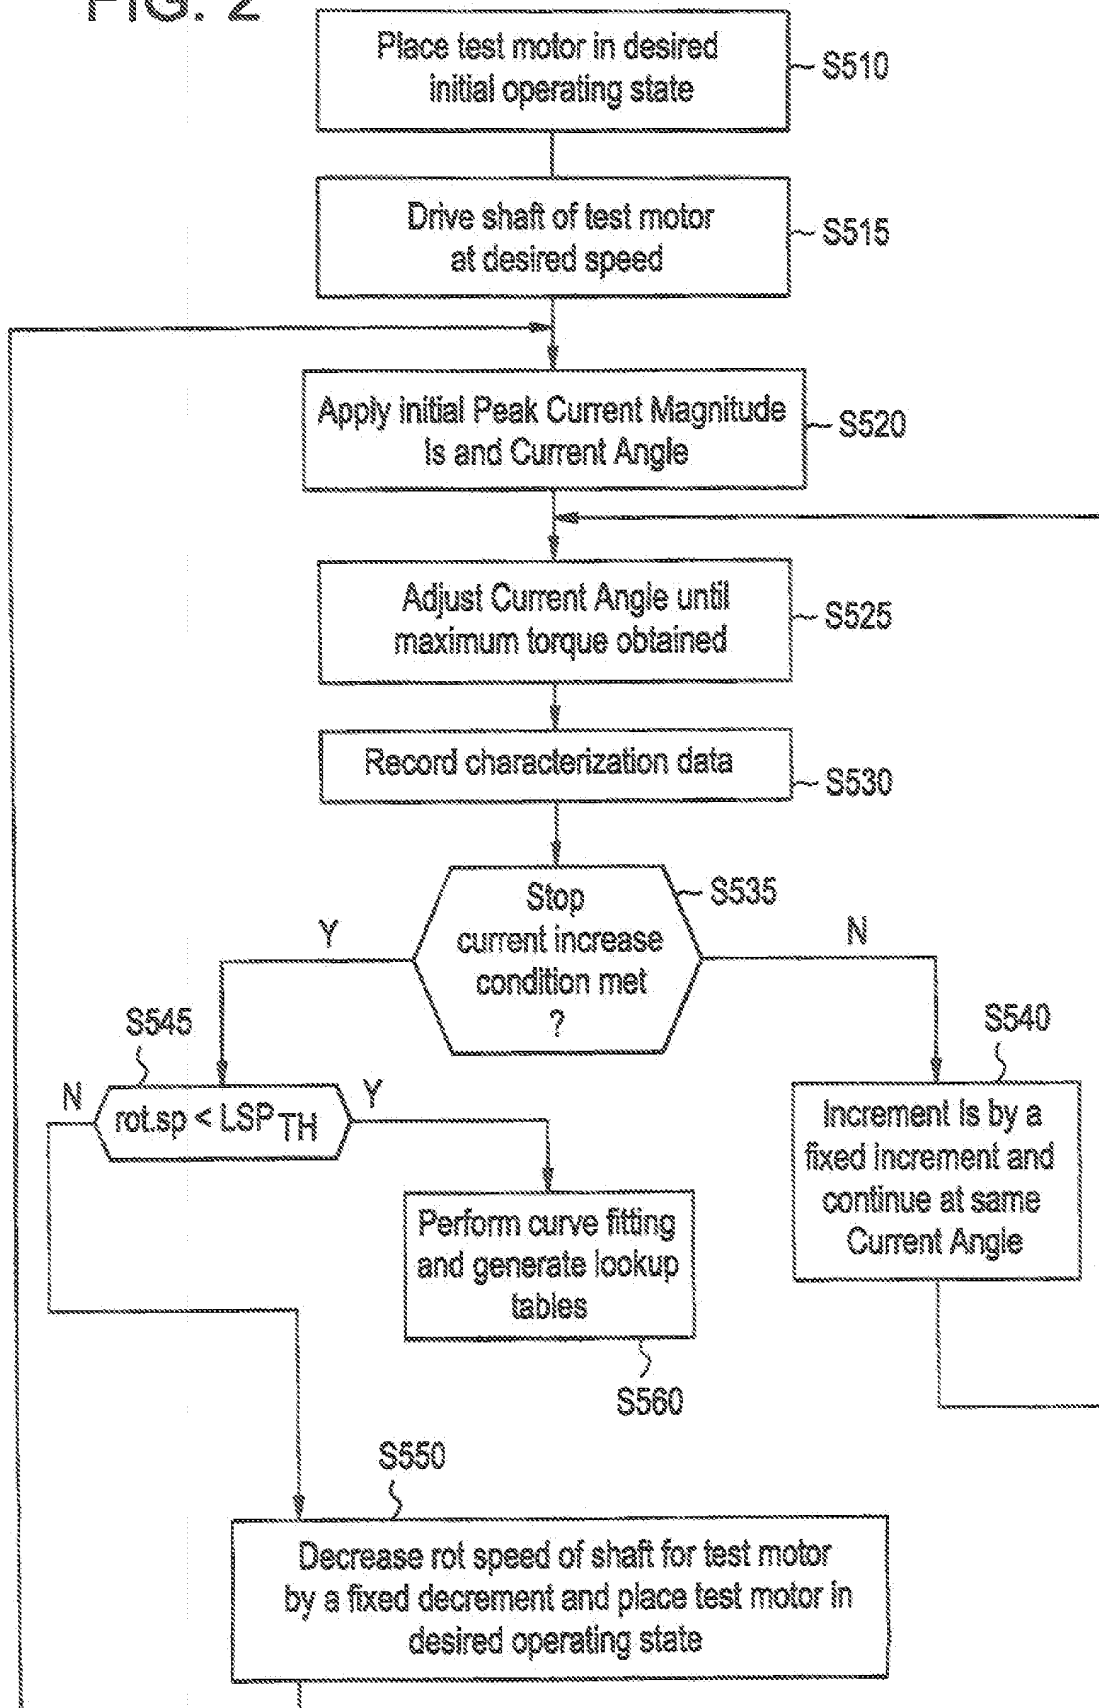 FIG. 2
Place test motor in desired
initial operating state
S510
Drive shaft of test motor
at desired speed
S515
Apply initial Peak Current Magnitude
Is and Current Angle
S520
Adjust Current Angle until
maximum torque obtained
S525
Record characterization data
S530
Stop
current increase
condition met
?
S535
Y
N
S545
N
rot.sp < LSPTH
Y
S540
Increment Is by a
fixed increment and
continue at same
Current Angle
Perform curve fitting
and generate lookup
tables
S560
S550
Decrease rot speed of shaft for test motor
by a fixed decrement and place test motor in
desired operating state